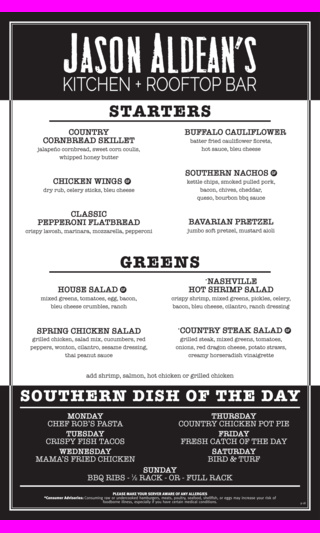 JASON ALDEAN'S
KITCHEN + ROOFTOP BAR
STARTERS
COUNTRY
CORNBREAD SKILLET
jalapeño cornbread, sweet corn coulis,
whipped honey butter
BUFFALO CAULIFLOWER
batter fried cauliflower florets,
hot sauce, bleu cheese
CHICKEN WINGS
dry rub, celery sticks, bleu cheese
SOUTHERN NACHOS
kettle chips, smoked pulled pork,
bacon, chives, cheddar,
queso, bourbon bbq sauce
CLASSIC
PEPPERONI FLATBREAD
crispy lavosh, marinara, mozzarella, pepperoni
BAVARIAN PRETZEL
jumbo soft pretzel, mustard aioli
GREENS
HOUSE SALAD
mixed greens, tomatoes, egg, bacon,
bleu cheese crumbles, ranch
*NASHVILLE
HOT SHRIMP SALAD
crispy shrimp, mixed greens, pickles, celery,
bacon, bleu cheese, cilantro, ranch dressing
SPRING CHICKEN SALAD
grilled chicken, salad mix, cucumbers, red
peppers, wonton, cilantro, sesame dressing,
thai peanut sauce
*COUNTRY STEAK SALAD
grilled steak, mixed greens, tomatoes,
onions, red dragon cheese, potato straws,
creamy horseradish vinaigrette
add shrimp, salmon, hot chicken or grilled chicken
SOUTHERN DISH OF THE DAY
MONDAY
CHEF ROB'S PASTA
TUESDAY
CRISPY FISH TACOS
WEDNESDAY
MAMA'S FRIED CHICKEN
THURSDAY
COUNTRY CHICKEN POT PIE
FRIDAY
FRESH CATCH OF THE DAY
SATURDAY
BIRD & TURF
SUNDAY
BBQ RIBS - ½ RACK - OR - FULL RACK
PLEASE MAKE YOUR SERVER AWARE OF ANY ALLERGIES
*Consumer Advisories: Consuming raw or undercooked hamburgers, meats, poultry, seafood, shellfish, or eggs may increase your risk of
foodborne illness, especially if you have certain medical conditions.